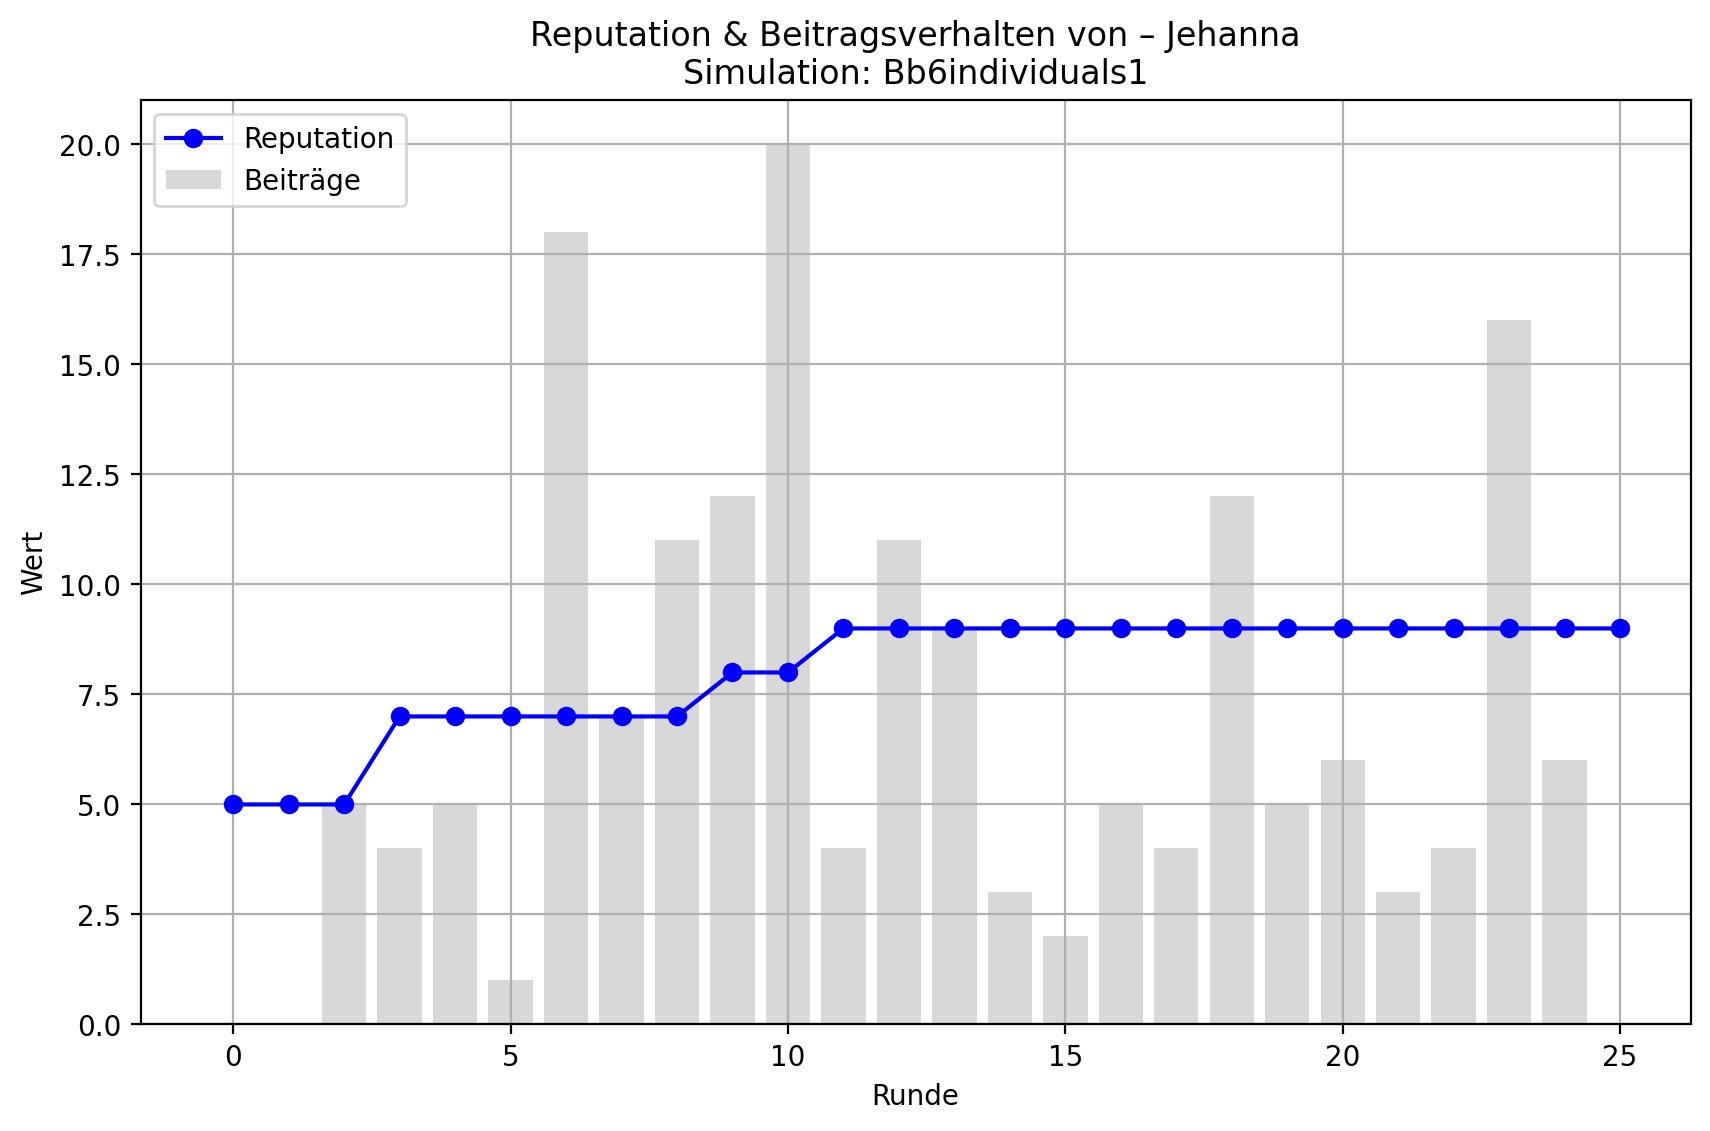 Reputation & Beitragsverhalten von – Jehanna
Simulation: Bb6individuals1
Reputation
Beiträge
20.0
17.5
15.0
12.5
10.0
7.5
5.0
2.5
0.0
Wert
0 5 10 15 20 25
Runde